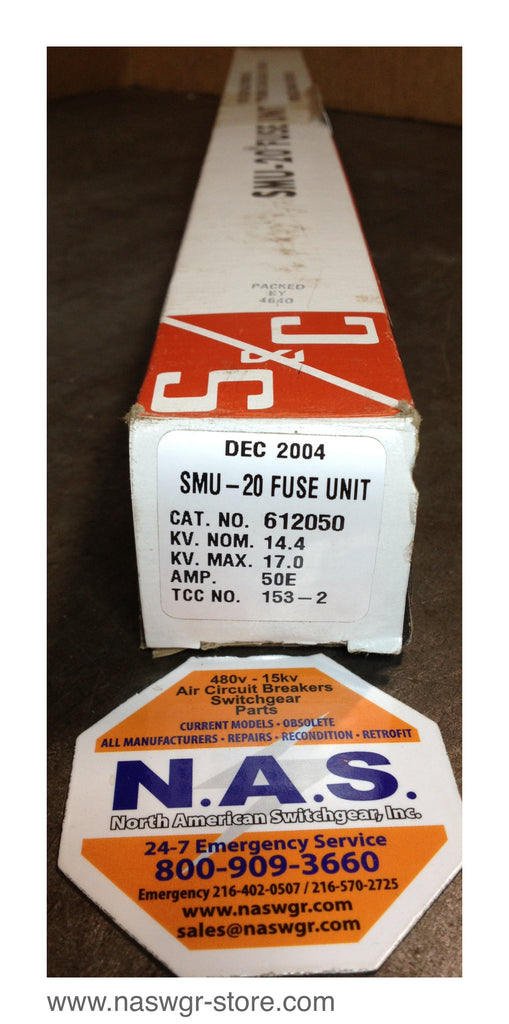 SMU-20 FUSE UNIT
PACKED
BY
4640
S&C
DEC 2004
SMU-20 FUSE UNIT
CAT. NO. 612050
KV. NOM. 14.4
KV. MAX. 17.0
AMP. 50E
TCC NO. 153-2
480v - 15kv
Air Circuit Breakers
Switchgear
Parts
CURRENT MODELS • OBSOLETE
ALL MANUFACTURERS • REPAIRS • RECONDITION • RETROFIT
N.A.S.
North American Switchgear, Inc.
24-7 Emergency Service
800-909-3660
Emergency 216-402-0507 / 216-570-2725
www.naswgr.com
sales@naswgr.com
www.naswgr-store.com